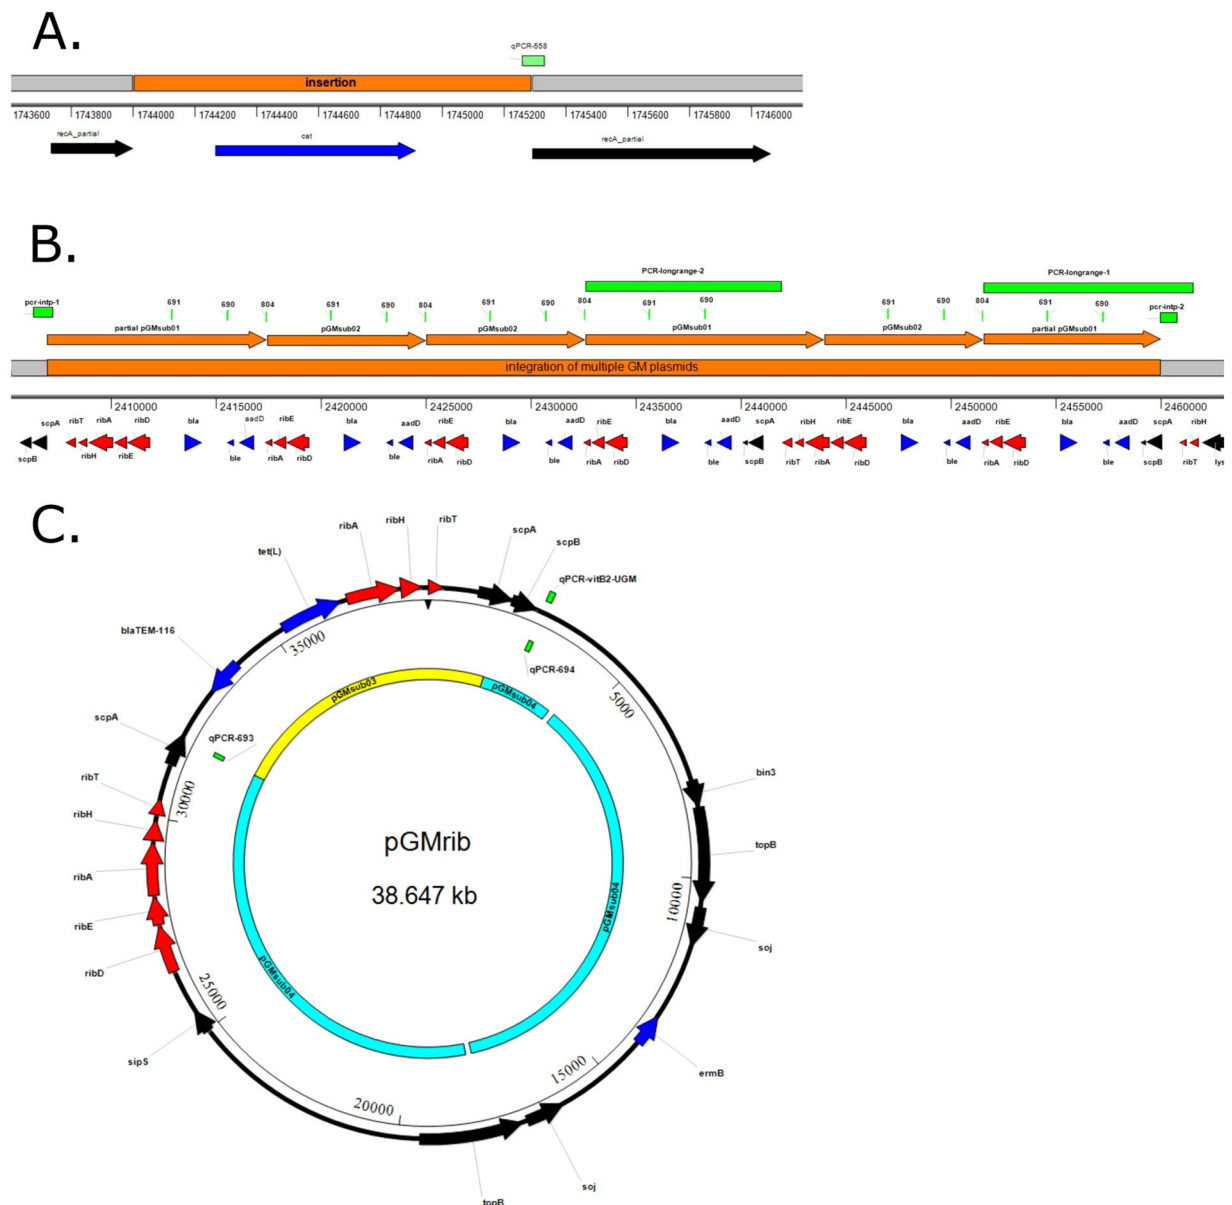 A.
qPCR-558
insertion
1743600 1743800 1744000 1744200 1744400 1744600 1744800 1745000 1745200 1745400 1745600 1745800 1746000
recA_partial cat recA_partial
B.
PCR-longrange-2 PCR-longrange-1
pcr-intp-1 691 690 804 691 690 804 691 690 804 691 690 691 690 804 691 690 pcr-intp-2
partial pGMsub01 pGMsub02 pGMsub02 pGMsub01 pGMsub02 partial pGMsub01
integration of multiple GM plasmids
2410000 2415000 2420000 2425000 2430000 2435000 2440000 2445000 2450000 2455000 2460000
scpA ribT ribA ribD bla aadD ribE bla aadD ribE bla aadD ribE bla aadD scpA ribH ribE bla aadD scpA ribE bla aadD scpA ribH
scpB ribH ribE ble ribA ribD ble ribA ribD ble ribA ribD ble scpB ribT ribA ribD ble ribA ribD ble scpB ribT lys
C.
ribA ribH ribT
scpA
scpB
tet(L)
qPCR-vitB2-UGM
blaTEM-116
35000
qPCR-694
pGMsub03 pGMsub04
5000
scpA
qPCR-693
ribT
30000
bin3
ribH
pGMrib
topB
ribA
38.647 kb
10000
pGMsub04
ribE
soj
ribD
pGMsub04
25000
sipS
15000
ermB
20000
soj
topB